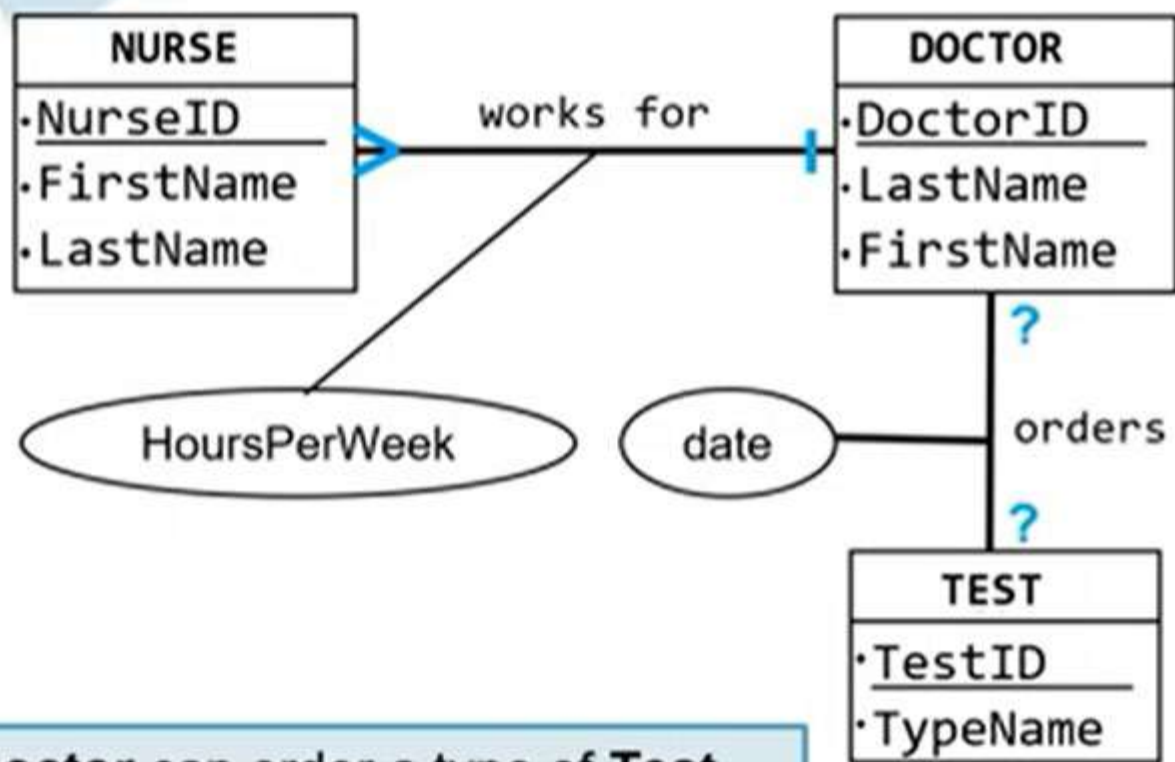 NURSE
·NurseID
·FirstName
·LastName
works for
DOCTOR
·DoctorID
·LastName
·FirstName
HoursPerWeek
date
?
orders
?
TEST
·TestID
·TypeName
can order a type of Test